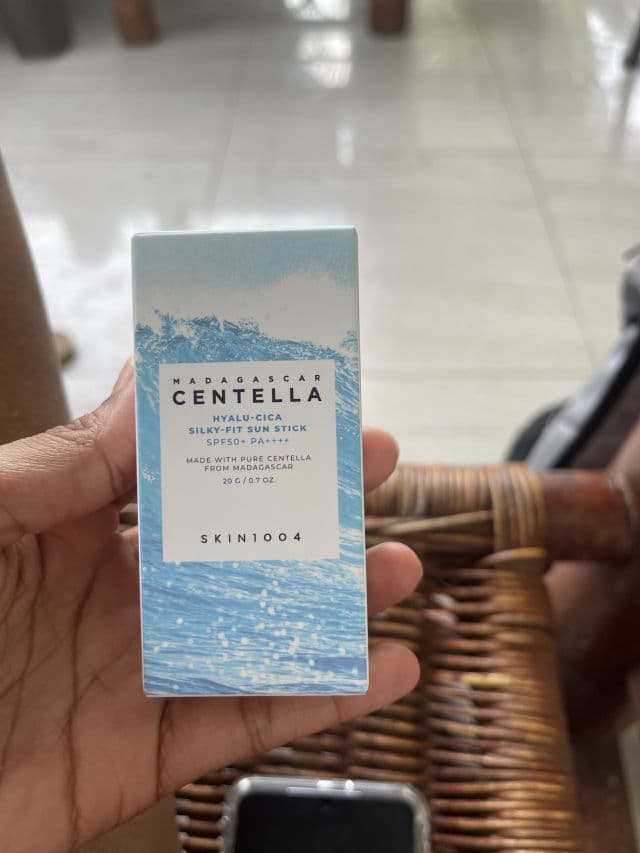 MADAGASCAR
CENTELLA
HYALU-CICA
SILKY-FIT SUN STICK
SPF50+ PA++++
MADE WITH PURE CENTELLA
FROM MADAGASCAR
20 G / 0.7 OZ.
SKIN1004